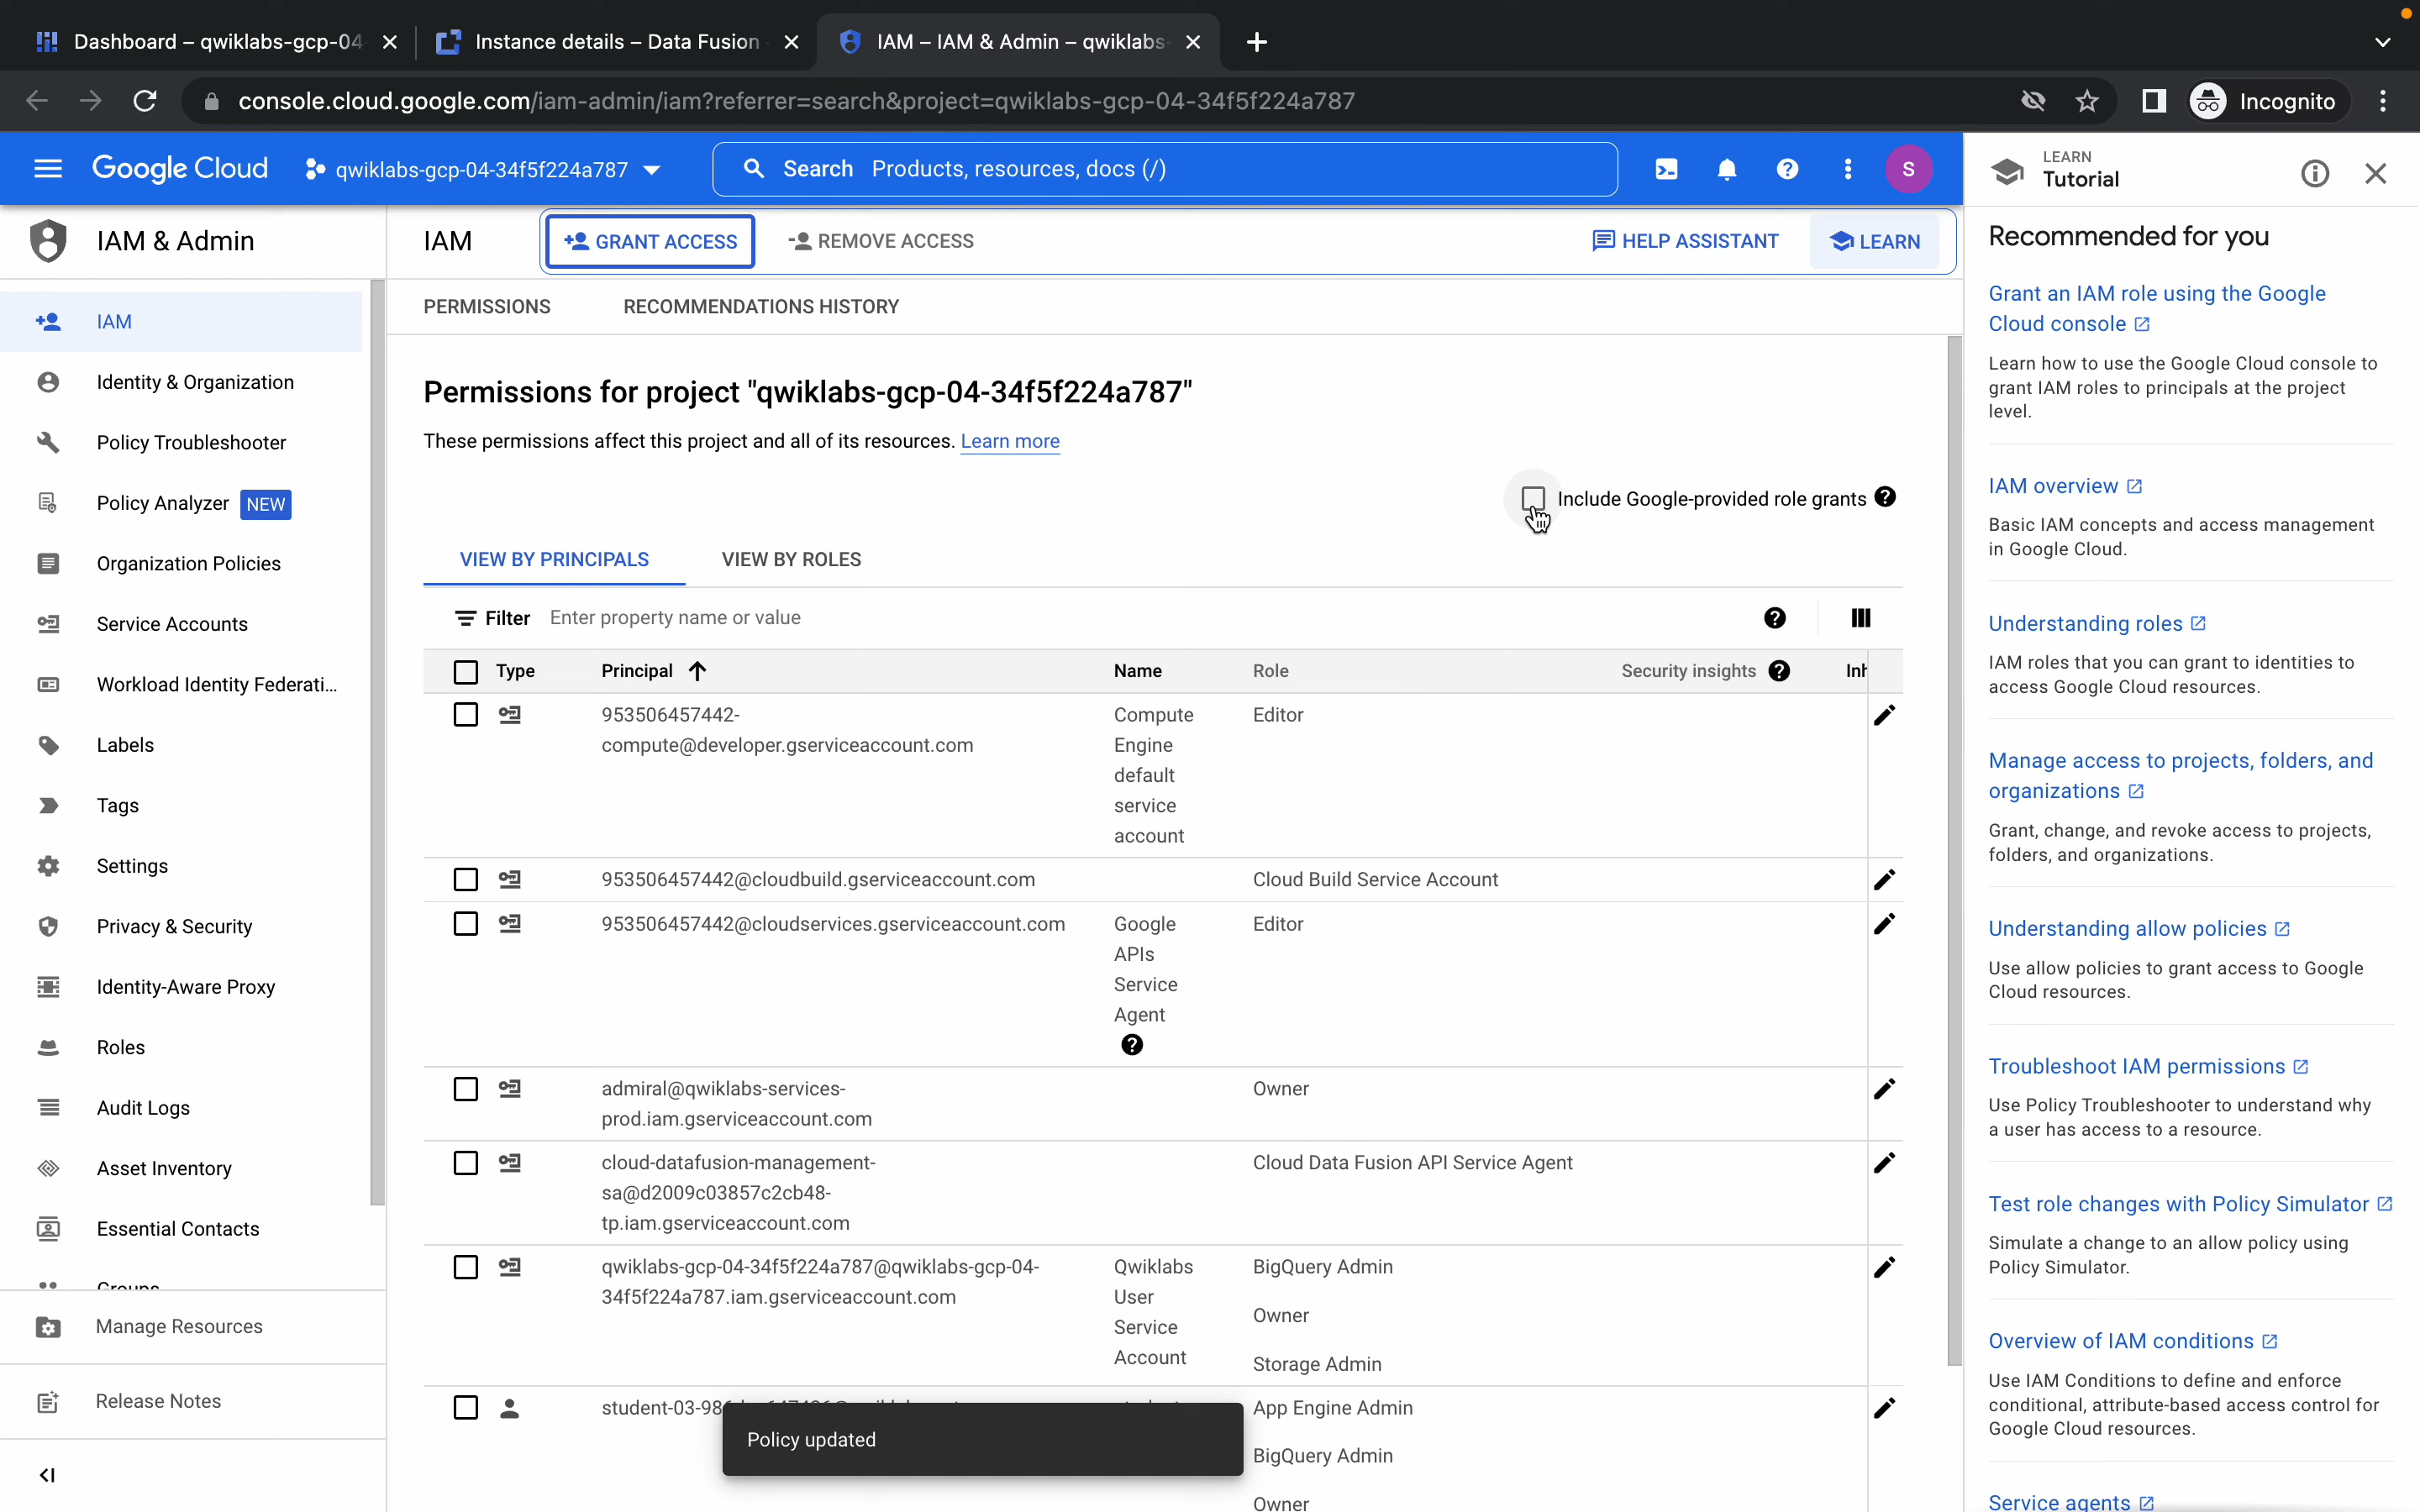 Dashboard – qwiklabs-gcp-04
Instance details – Data Fusion
IAM – IAM & Admin – qwiklabs-
console.cloud.google.com/iam-admin/iam?referrer=search&project=qwiklabs-gcp-04-34f5f224a787
Incognito
Google Cloud
qwiklabs-gcp-04-34f5f224a787
Search Products, resources, docs (/)
S
LEARN
Tutorial
IAM & Admin
IAM
Identity & Organization
Policy Troubleshooter
Policy Analyzer NEW
Organization Policies
Service Accounts
Workload Identity Federati...
Labels
Tags
Settings
Privacy & Security
Identity-Aware Proxy
Roles
Audit Logs
Asset Inventory
Essential Contacts
Groups
Manage Resources
Release Notes
IAM
GRANT ACCESS
REMOVE ACCESS
HELP ASSISTANT
LEARN
PERMISSIONS
RECOMMENDATIONS HISTORY
Permissions for project "qwiklabs-gcp-04-34f5f224a787"
These permissions affect this project and all of its resources. Learn more
Include Google-provided role grants
VIEW BY PRINCIPALS
VIEW BY ROLES
Filter Enter property name or value
Type Principal Name Role Security insights Inh
953506457442-
compute@developer.gserviceaccount.com
Compute
Engine
default
service
account
Editor
953506457442@cloudbuild.gserviceaccount.com
Cloud Build Service Account
953506457442@cloudservices.gserviceaccount.com
Google
APIs
Service
Agent
Editor
admiral@qwiklabs-services-
prod.iam.gserviceaccount.com
Owner
cloud-datafusion-management-
sa@d2009c03857c2cb48-
tp.iam.gserviceaccount.com
Cloud Data Fusion API Service Agent
qwiklabs-gcp-04-34f5f224a787@qwiklabs-gcp-04-
34f5f224a787.iam.gserviceaccount.com
Qwiklabs
User
Service
Account
BigQuery Admin
Owner
Storage Admin
student-03-98
App Engine Admin
BigQuery Admin
Owner
Policy updated
Recommended for you
Grant an IAM role using the Google
Cloud console
Learn how to use the Google Cloud console to
grant IAM roles to principals at the project
level.
IAM overview
Basic IAM concepts and access management
in Google Cloud.
Understanding roles
IAM roles that you can grant to identities to
access Google Cloud resources.
Manage access to projects, folders, and
organizations
Grant, change, and revoke access to projects,
folders, and organizations.
Understanding allow policies
Use allow policies to grant access to Google
Cloud resources.
Troubleshoot IAM permissions
Use Policy Troubleshooter to understand why
a user has access to a resource.
Test role changes with Policy Simulator
Simulate a change to an allow policy using
Policy Simulator.
Overview of IAM conditions
Use IAM Conditions to define and enforce
conditional, attribute-based access control for
Google Cloud resources.
Service agents